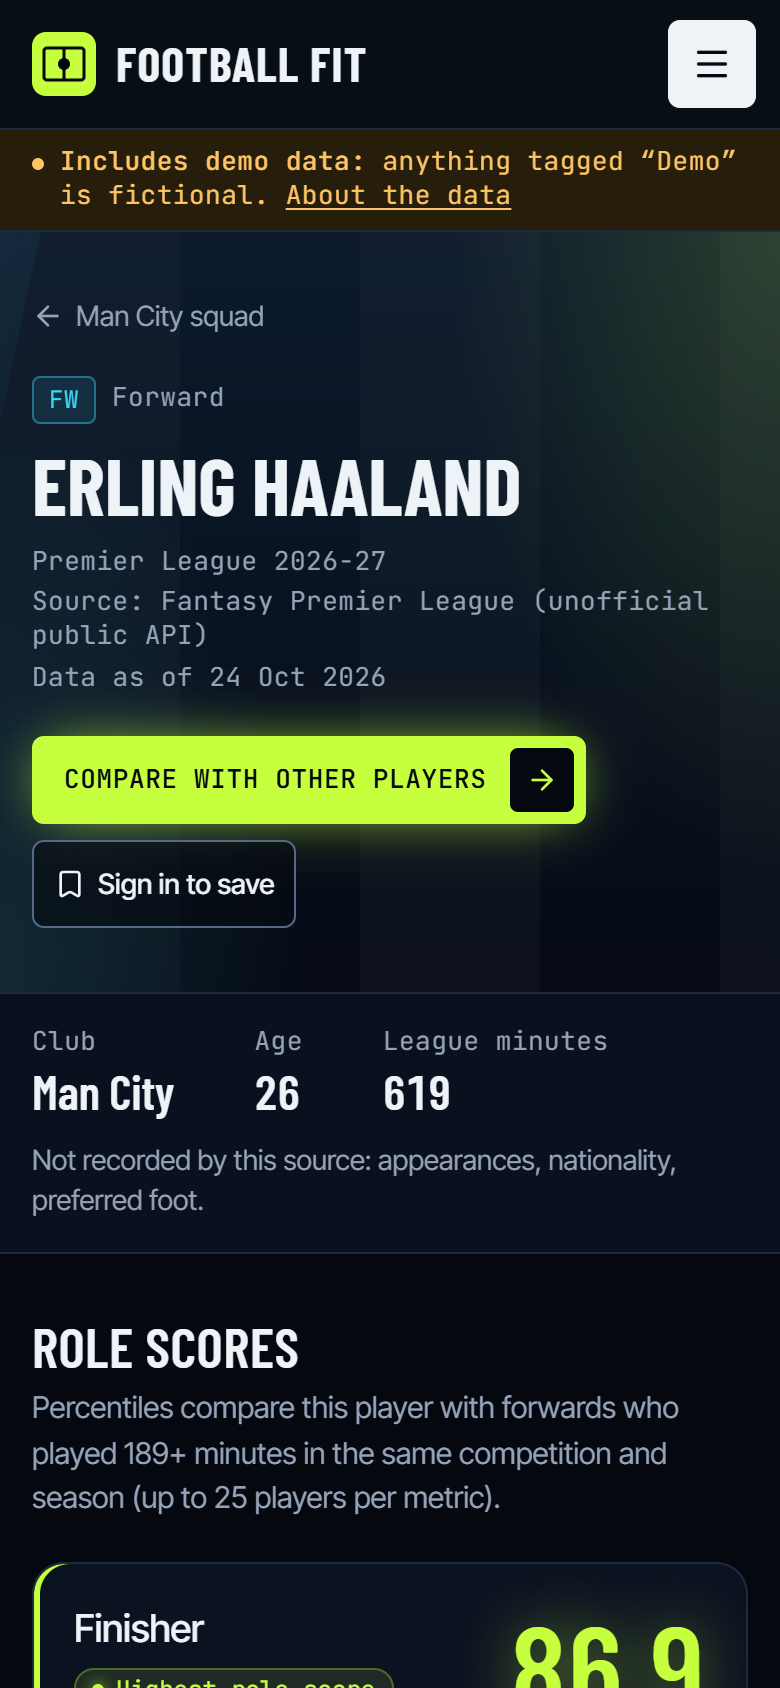 FOOTBALL FIT
Includes demo data: anything tagged “Demo”
is fictional. About the data
Man City squad
FW Forward
ERLING HAALAND
Premier League 2026-27
Source: Fantasy Premier League (unofficial
public API)
Data as of 24 Oct 2026
COMPARE WITH OTHER PLAYERS
Sign in to save
Club Age League minutes
Man City 26 619
Not recorded by this source: appearances, nationality,
preferred foot.
ROLE SCORES
Percentiles compare this player with forwards who
played 189+ minutes in the same competition and
season (up to 25 players per metric).
Finisher
86.9
Highest role score